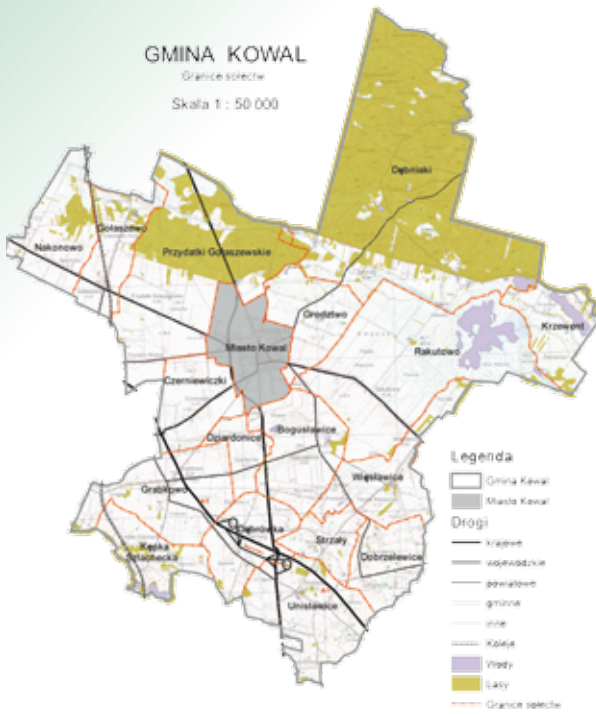 GMINA KOWAL
Granice sołectw
Skala 1 : 50 000
Dębniaki
Gołaszewo
Nakonowo
Przydatki Gołaszewskie
Grodztwo
Krzewent
Miasto Kowal
Rakutowo
Czerniewiczki
Bogusławice
Dziardonice
Więsławice
Grabkowo
Dąbrówka
Strzały
Kępka
Szlachecka
Dobrzelewice
Unisławice
Legenda
Gmina Kowal
Miasto Kowal
Drogi
krajowe
wojewódzkie
powiatowe
gminne
inne
Koleje
Wody
Lasy
Granice sołectw